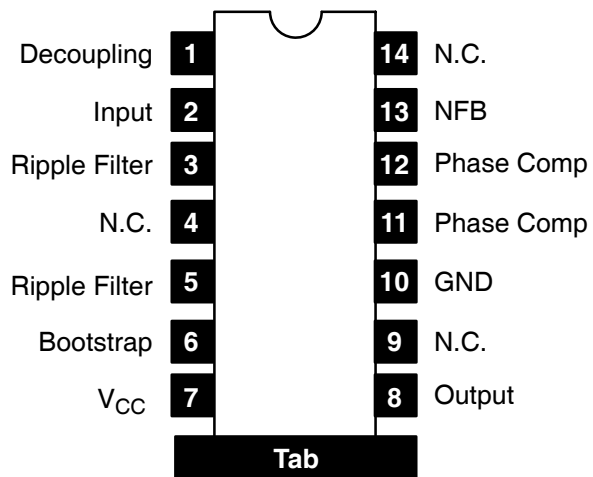 Decoupling 1 14 N.C.
Input 2 13 NFB
Ripple Filter 3 12 Phase Comp
N.C. 4 11 Phase Comp
Ripple Filter 5 10 GND
Bootstrap 6 9 N.C.
VCC 7 8 Output
Tab